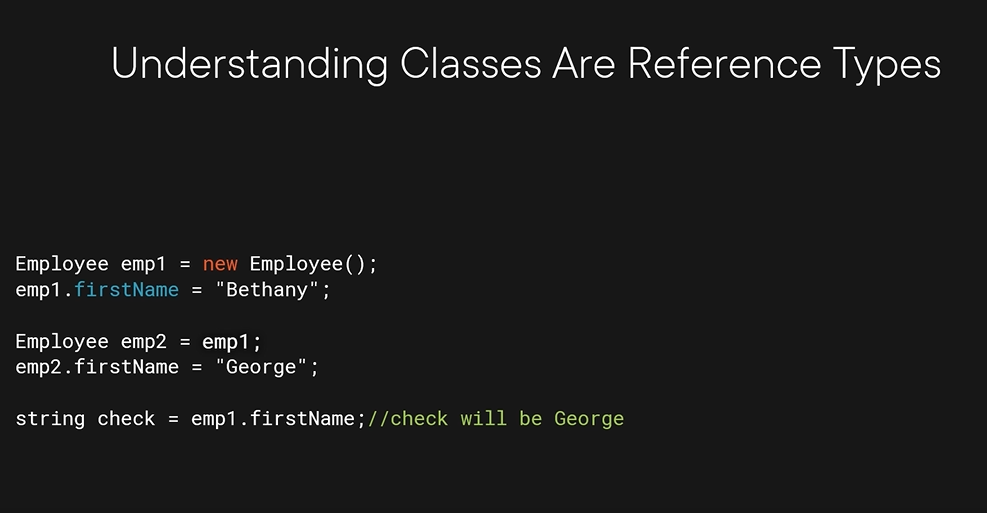 Understanding Classes Are Reference Types
Employee emp1 = new Employee();
emp1.firstName = "Bethany";
Employee emp2 = emp1;
emp2.firstName = "George";
string check = emp1.firstName;//check will be George